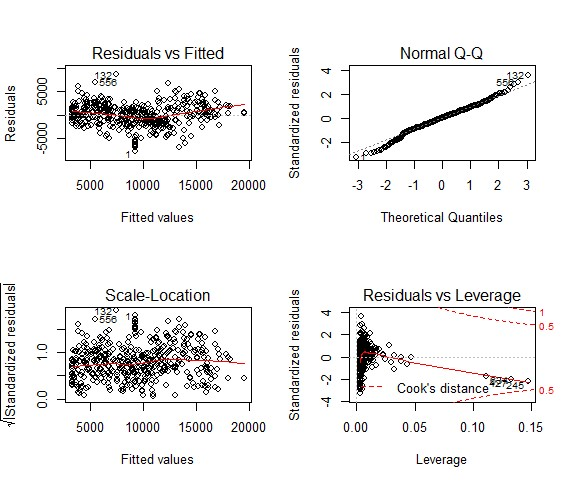 Residuals vs Fitted
Residuals
5000
-5000
132
556
1
5000 10000 15000 20000
Fitted values
Normal Q-Q
Standardized residuals
4
2
0
-2
132
556
1
-3 -2 -1 0 1 2 3
Theoretical Quantiles
Scale-Location
√|Standardized residuals|
1.0
0.0
132
556
1
5000 10000 15000 20000
Fitted values
Residuals vs Leverage
Standardized residuals
4
2
0
-2
-4
1
0.5
0.5
245
Cook's distance
0.00 0.05 0.10 0.15
Leverage